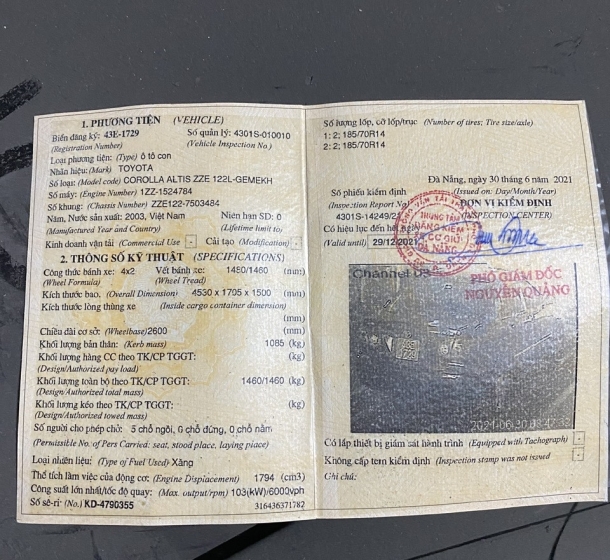 1. PHƯƠNG TIỆN (VEHICLE)
Biển đăng ký: 43E-1729 Số quản lý: 4301S-010010
(Registration Number) (Vehicle Inspection No.)
Loại phương tiện: (Type) ô tô con
Nhãn hiệu: (Mark) TOYOTA
Số loại: (Model code) COROLLA ALTIS ZZE 122L-GEMEKH
Số máy: (Engine Number) 1ZZ-1524784
Số khung: (Chassis Number) ZZE122-7503484
Năm, Nước sản xuất: 2003, Việt Nam Niên hạn SD: 0
(Manufactured Year and Country) (Lifetime limit to)
Kinh doanh vận tải (Commercial Use) - Cải tạo (Modification) -
2. THÔNG SỐ KỸ THUẬT (SPECIFICATIONS)
Công thức bánh xe: 4x2 Vết bánh xe: 1480/1460 (mm)
(Wheel Formula) (Wheel Tread)
Kích thước bao. (Overall Dimension) 4530 x 1705 x 1500 (mm)
Kích thước lòng thùng xe (Inside cargo container dimension)
(mm)
Chiều dài cơ sở: (Wheelbase) 2600 (mm)
Khối lượng bản thân: (Kerb mass) 1085 (kg)
Khối lượng hàng CC theo TK/CP TGGT: (kg)
(Design/Authorized pay load)
Khối lượng toàn bộ theo TK/CP TGGT: 1460/1460 (kg)
(Design/Authorized total mass)
Khối lượng kéo theo TK/CP TGGT: (kg)
(Design/Authorized towed mass)
Số người cho phép chở: 5 chỗ ngồi, 0 chỗ đứng, 0 chỗ nằm
(Permissible No. of Pers Carried: seat, stood place, laying place)
Loại nhiên liệu: (Type of Fuel Used) Xăng
Thể tích làm việc của động cơ: (Engine Displacement) 1794 (cm3)
Công suất lớn nhất/tốc độ quay: (Max. output/rpm) 103(kW)/6000vph
Số sê-ri: (No.) KD-4790355 316436371782
Số lượng lốp, cỡ lốp/trục (Number of tires; Tire size/axle)
1: 2; 185/70R14
2: 2; 185/70R14
Đà Nẵng, ngày 30 tháng 6 năm 2021
Số phiếu kiểm định (Issued on: Day/Month/Year)
(Inspection Report No) ĐƠN VỊ KIỂM ĐỊNH
4301S-14249/21 (INSPECTION CENTER)
Có hiệu lực đến hết ngày
(Valid until) 29/12/2021
TRUNG TÂM
ĐĂNG KIỂM
XE CƠ GIỚI
ĐÀ NẴNG
PHÓ GIÁM ĐỐC
NGUYỄN QUẢNG
Channel
Có lắp thiết bị giám sát hành trình (Equipped with Tachograph) -
Không cấp tem kiểm định (Inspection stamp was not issued) -
Ghi chú: